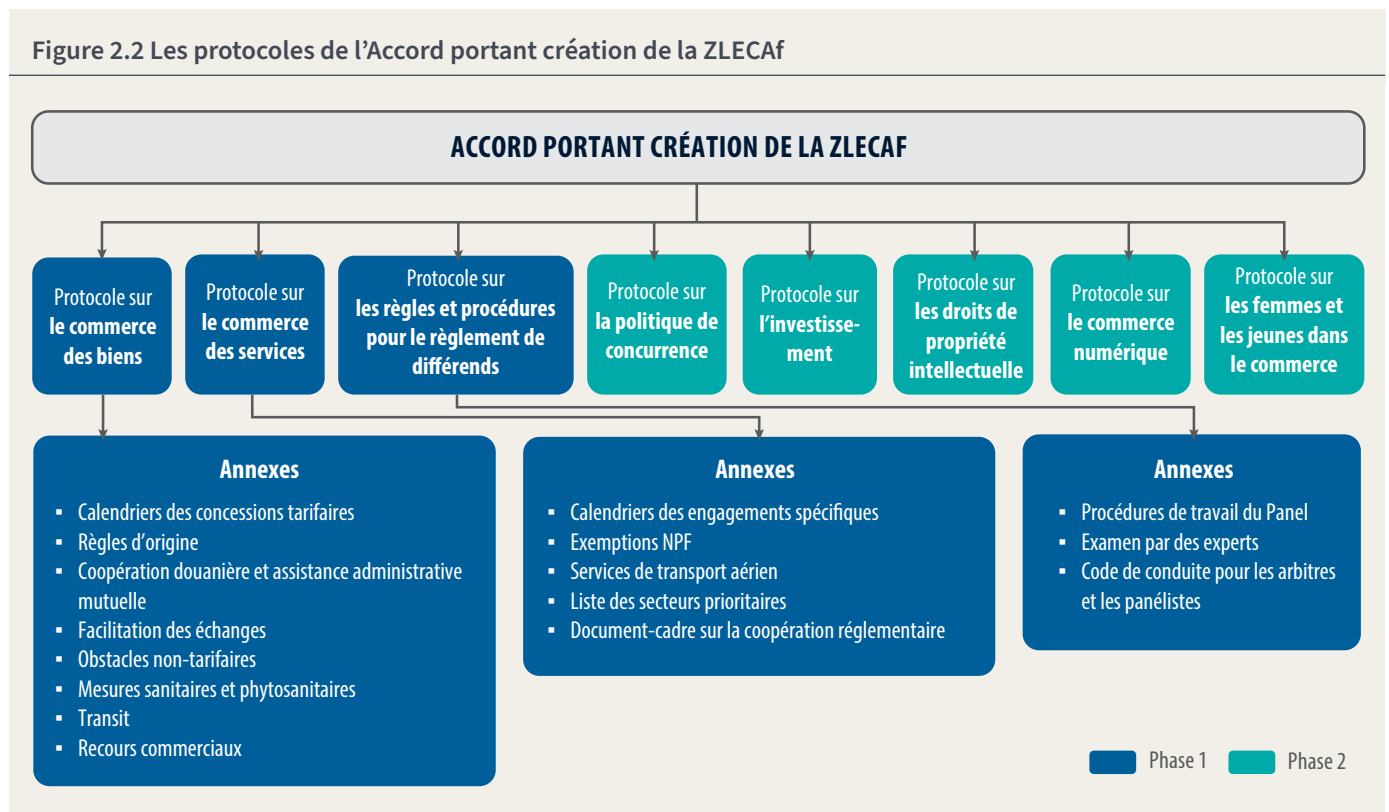 Figure 2.2 Les protocoles de l’Accord portant création de la ZLECAf
ACCORD PORTANT CRÉATION DE LA ZLECAF
Protocole sur
le commerce
des biens
Protocole sur
le commerce
des services
Protocole sur
les règles et procédures
pour le règlement de
différends
Protocole sur
la politique de
concurrence
Protocole sur
l’investisse-
ment
Protocole sur
les droits de
propriété
intellectuelle
Protocole sur
le commerce
numérique
Protocole sur
les femmes et
les jeunes dans
le commerce
Annexes
▪ Calendriers des concessions tarifaires
▪ Règles d’origine
▪ Coopération douanière et assistance administrative
mutuelle
▪ Facilitation des échanges
▪ Obstacles non-tarifaires
▪ Mesures sanitaires et phytosanitaires
▪ Transit
▪ Recours commerciaux
Annexes
▪ Calendriers des engagements spécifiques
▪ Exemptions NPF
▪ Services de transport aérien
▪ Liste des secteurs prioritaires
▪ Document-cadre sur la coopération réglementaire
Annexes
▪ Procédures de travail du Panel
▪ Examen par des experts
▪ Code de conduite pour les arbitres
et les panélistes
Phase 1
Phase 2